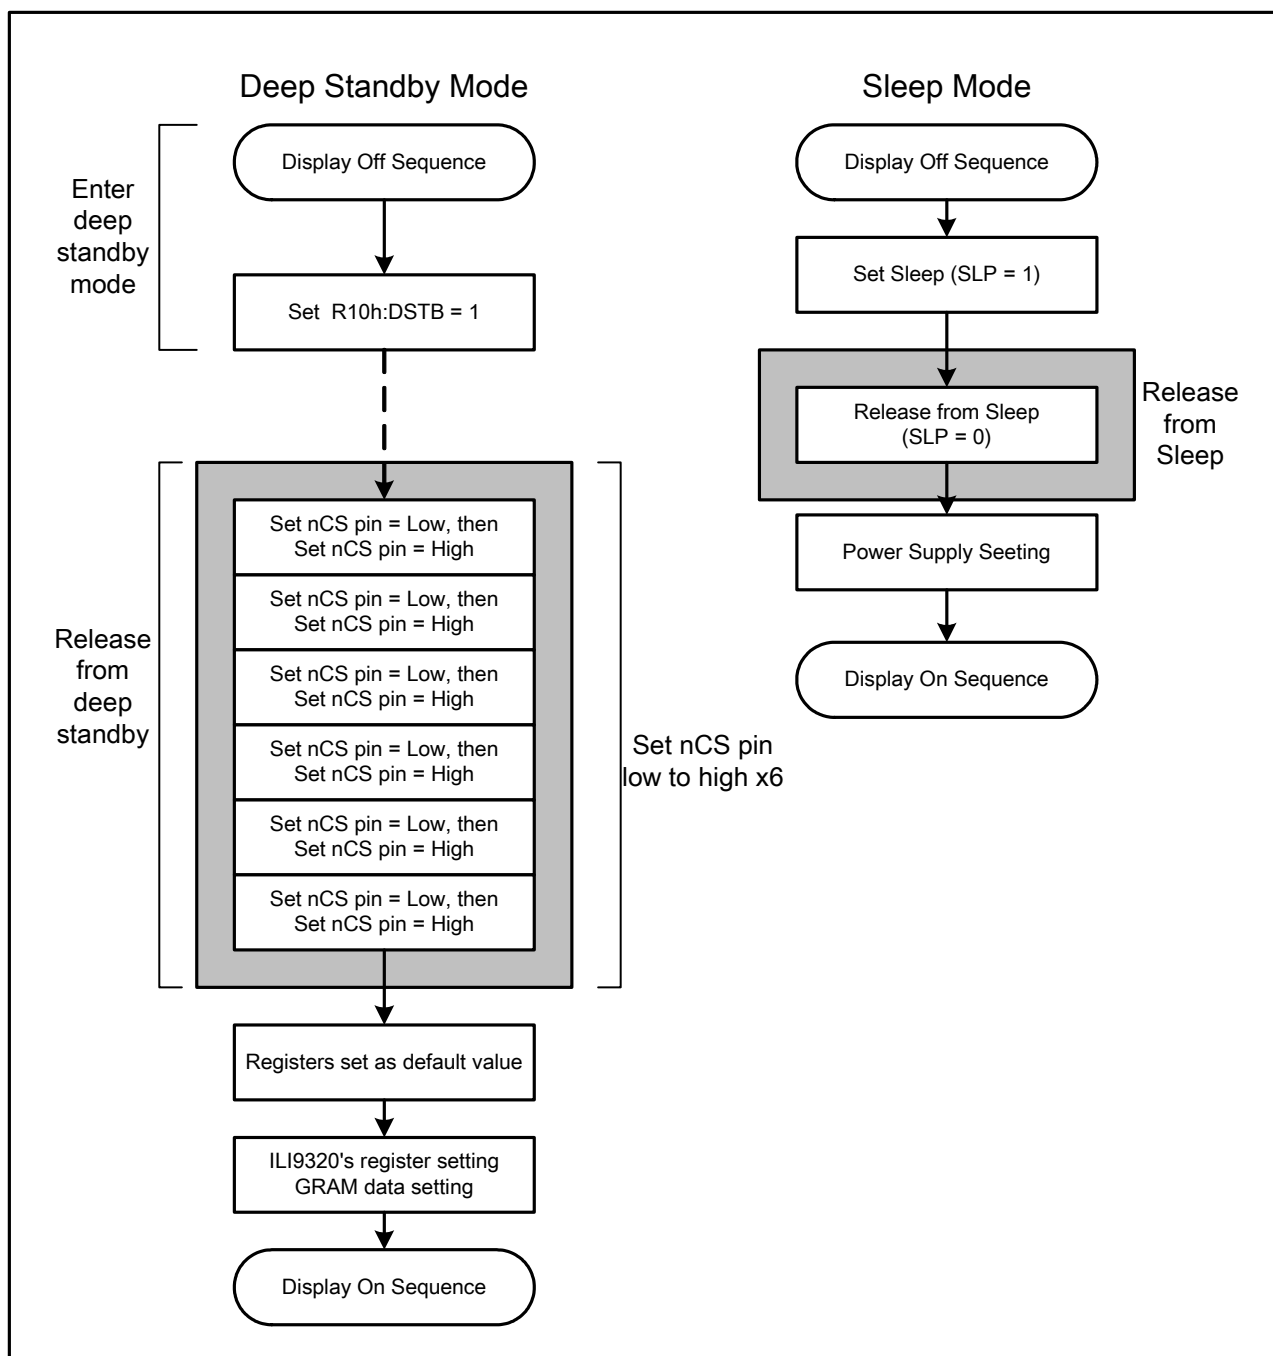 Deep Standby Mode
Enter
deep
standby
mode
Display Off Sequence
Set R10h:DSTB = 1
Release
from
deep
standby
Set nCS pin = Low, then
Set nCS pin = High
Set nCS pin = Low, then
Set nCS pin = High
Set nCS pin = Low, then
Set nCS pin = High
Set nCS pin = Low, then
Set nCS pin = High
Set nCS pin = Low, then
Set nCS pin = High
Set nCS pin = Low, then
Set nCS pin = High
Set nCS pin
low to high x6
Registers set as default value
ILI9320's register setting
GRAM data setting
Display On Sequence
Sleep Mode
Display Off Sequence
Set Sleep (SLP = 1)
Release from Sleep
(SLP = 0)
Release
from
Sleep
Power Supply Seeting
Display On Sequence